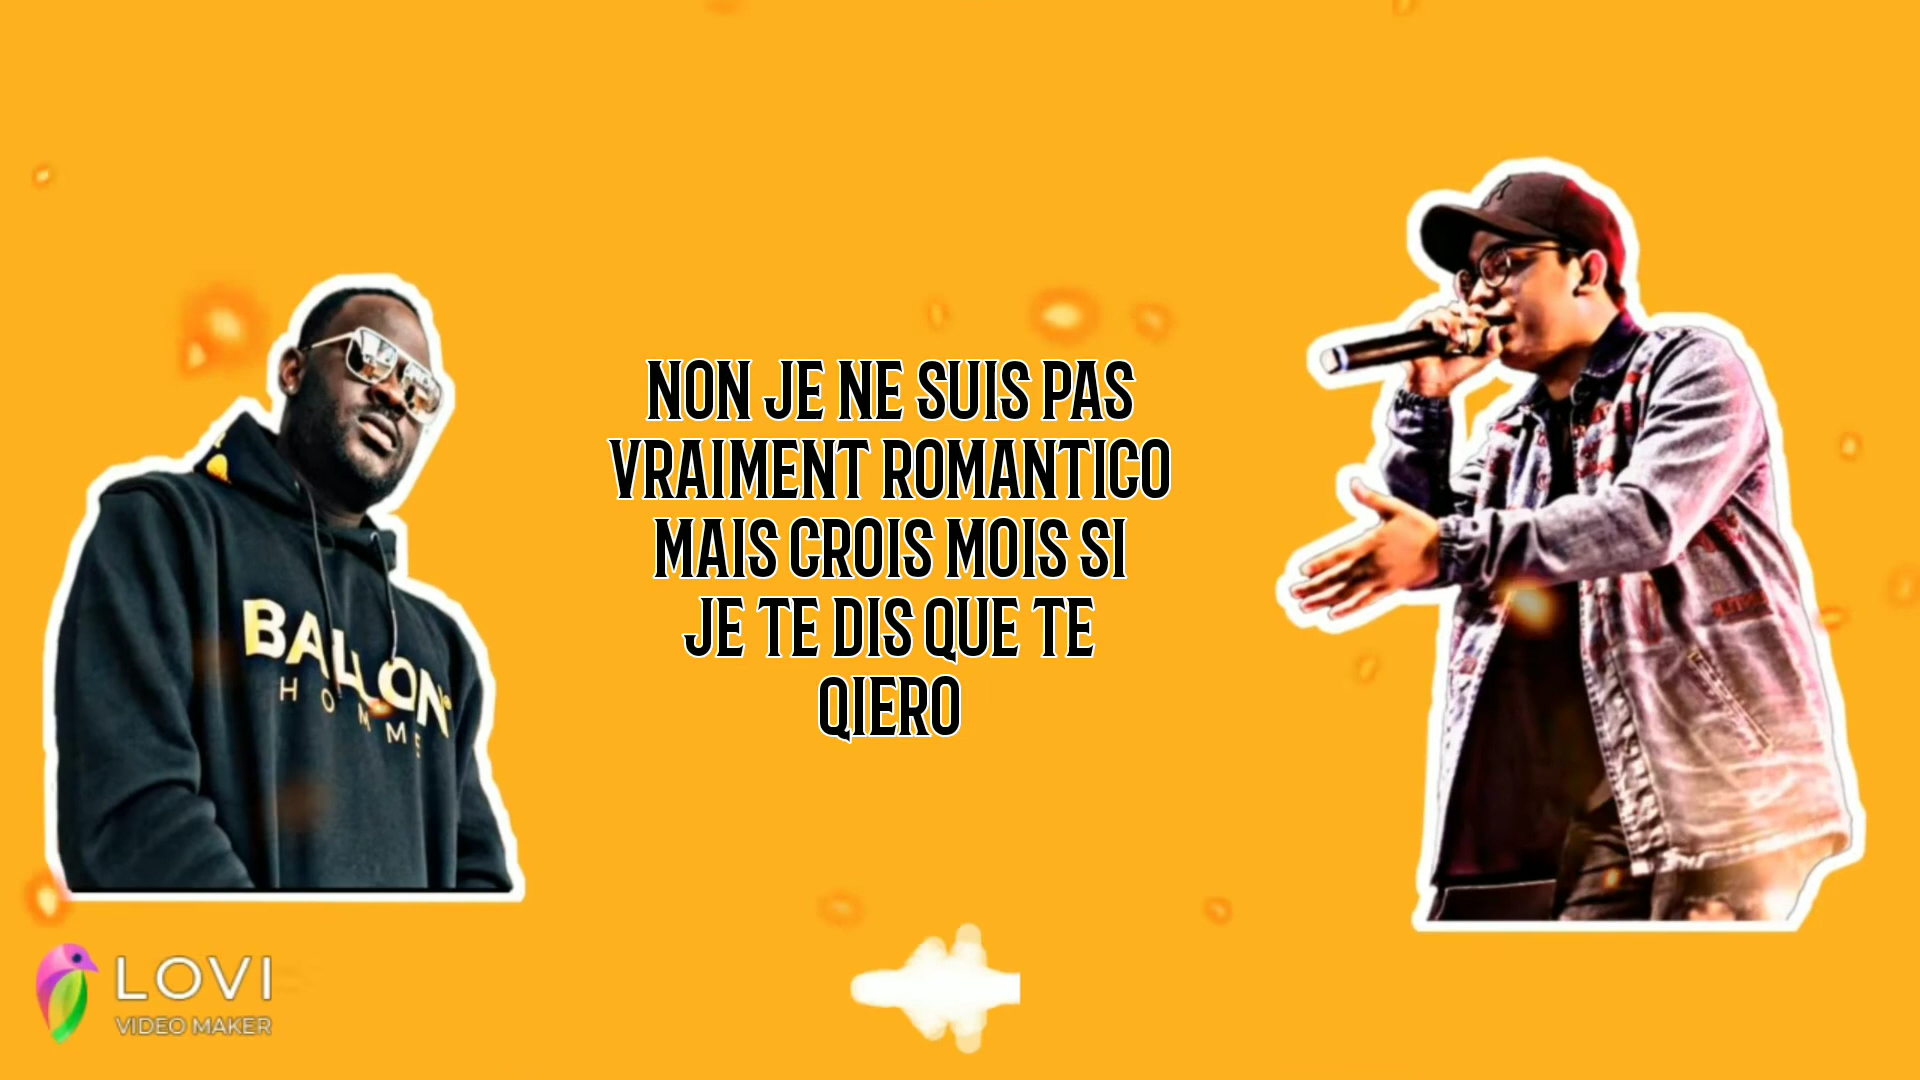 NON JE NE SUIS PAS
VRAIMENT ROMANTICO
MAIS CROIS MOIS SI
JE TE DIS QUE TE
QIERO
BALLON
HOMME
LOVI
VIDEO MAKER